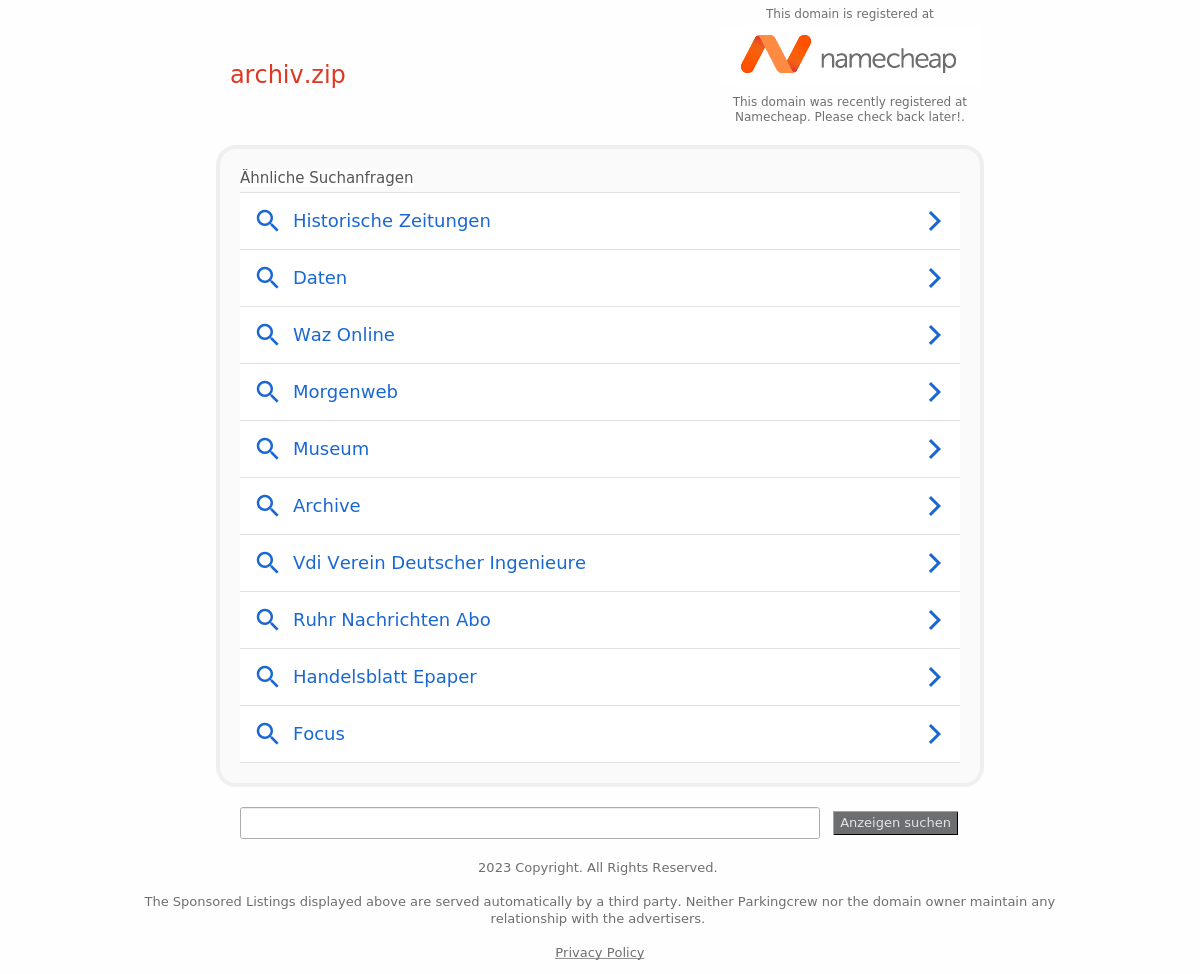 This domain is registered at
archiv.zip
namecheap
This domain was recently registered at
Namecheap. Please check back later!.
Ähnliche Suchanfragen
Historische Zeitungen
Daten
Waz Online
Morgenweb
Museum
Archive
Vdi Verein Deutscher Ingenieure
Ruhr Nachrichten Abo
Handelsblatt Epaper
Focus
Anzeigen suchen
2023 Copyright. All Rights Reserved.
The Sponsored Listings displayed above are served automatically by a third party. Neither Parkingcrew nor the domain owner maintain any
relationship with the advertisers.
Privacy Policy